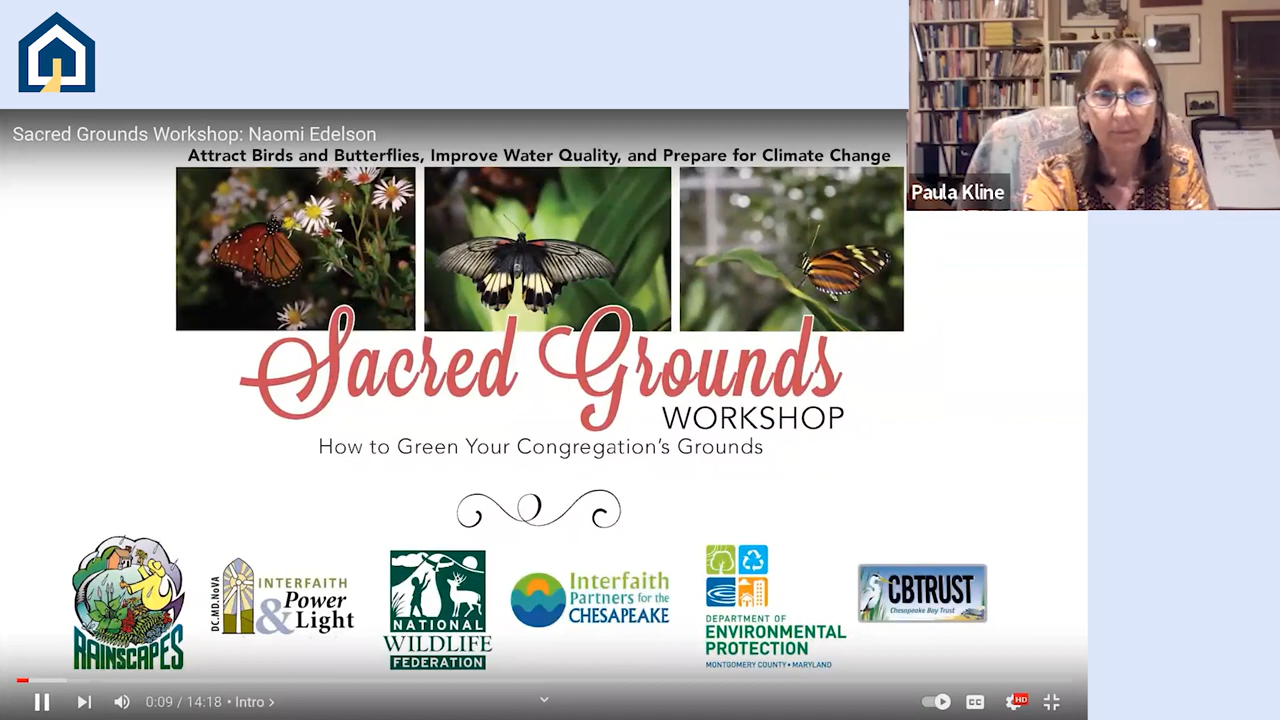 Sacred Grounds Workshop: Naomi Edelson
Paula Kline
Attract Birds and Butterflies, Improve Water Quality, and Prepare for Climate Change
Sacred Grounds
WORKSHOP
How to Green Your Congregation's Grounds
RAINSCAPES
DC.MD.NoVA
INTERFAITH
Power
& Light
NATIONAL
WILDLIFE
FEDERATION
Interfaith
Partners for the
CHESAPEAKE
DEPARTMENT OF
ENVIRONMENTAL
PROTECTION
MONTGOMERY COUNTY • MARYLAND
CBTRUST
Chesapeake Bay Trust
0:09 / 14:18 • Intro >
CC
HD